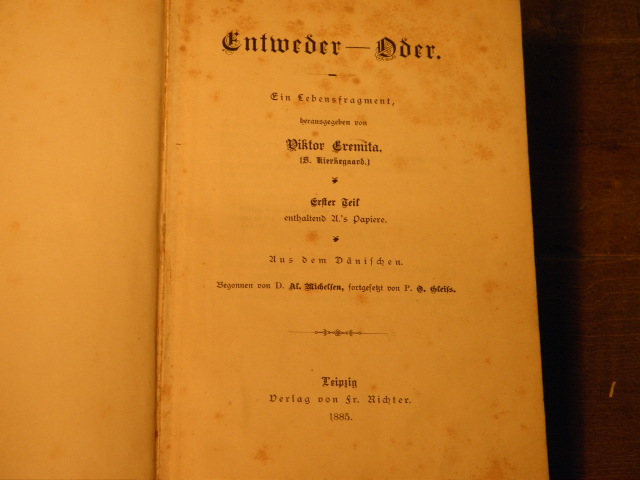 Entweder—Oder.
Ein Lebensfragment,
herausgegeben von
Viktor Eremita.
(S. Kierkegaard.)
Erster Teil
enthaltend A.'s Papiere.
Aus dem Dänischen.
Begonnen von D. Al. Michelsen, fortgesetzt von P. O. Gleiß.
Leipzig
Verlag von Fr. Richter.
1885.